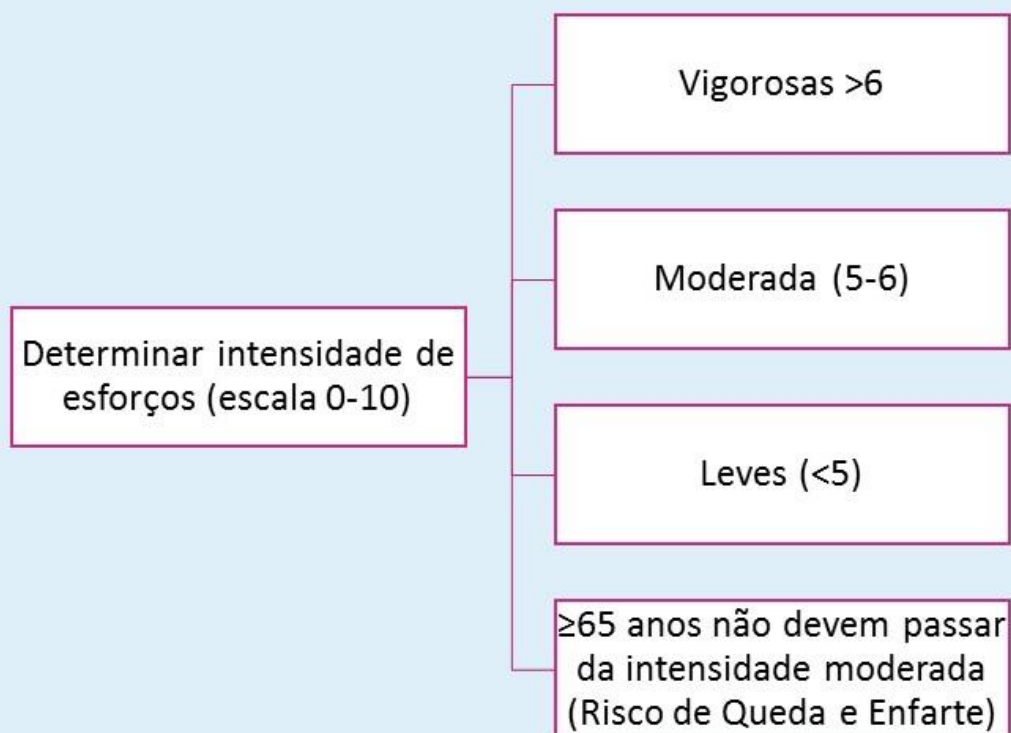 Determinar intensidade de
esforços (escala 0-10)
Vigorosas >6
Moderada (5-6)
Leves (<5)
≥65 anos não devem passar
da intensidade moderada
(Risco de Queda e Enfarte)